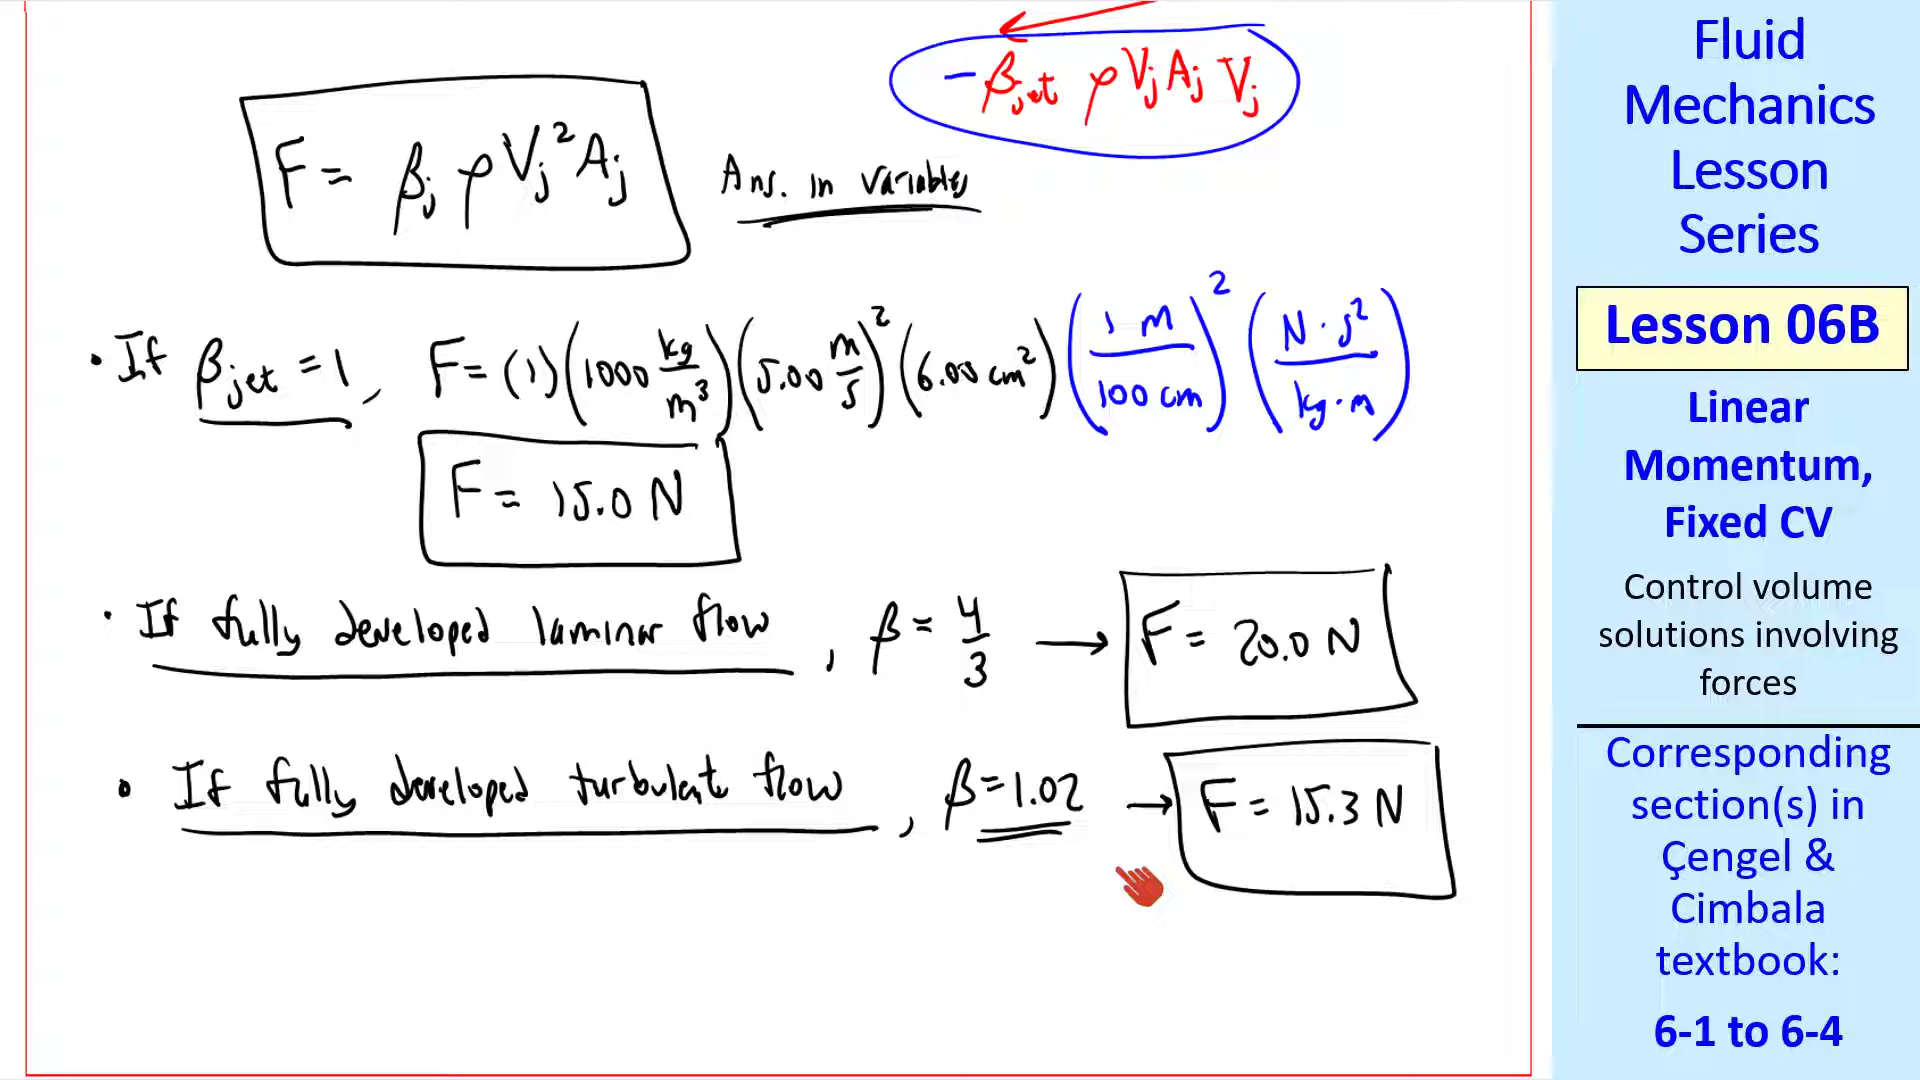 -β_jet ρ V_j A_j V_j
F = β_j ρ V_j² A_j
Ans. in variables
• If β_jet = 1, F = (1)(1000 kg/m³)(5.00 m/s)²(6.00 cm²)(1 m/100 cm)²(N·s²/kg·m)
F = 15.0 N
• If fully developed laminar flow, β = 4/3 → F = 20.0 N
• If fully developed turbulent flow, β = 1.02 → F = 15.3 N
Fluid
Mechanics
Lesson
Series
Lesson 06B
Linear
Momentum,
Fixed CV
Control volume
solutions involving
forces
Corresponding
section(s) in
Çengel &
Cimbala
textbook:
6-1 to 6-4